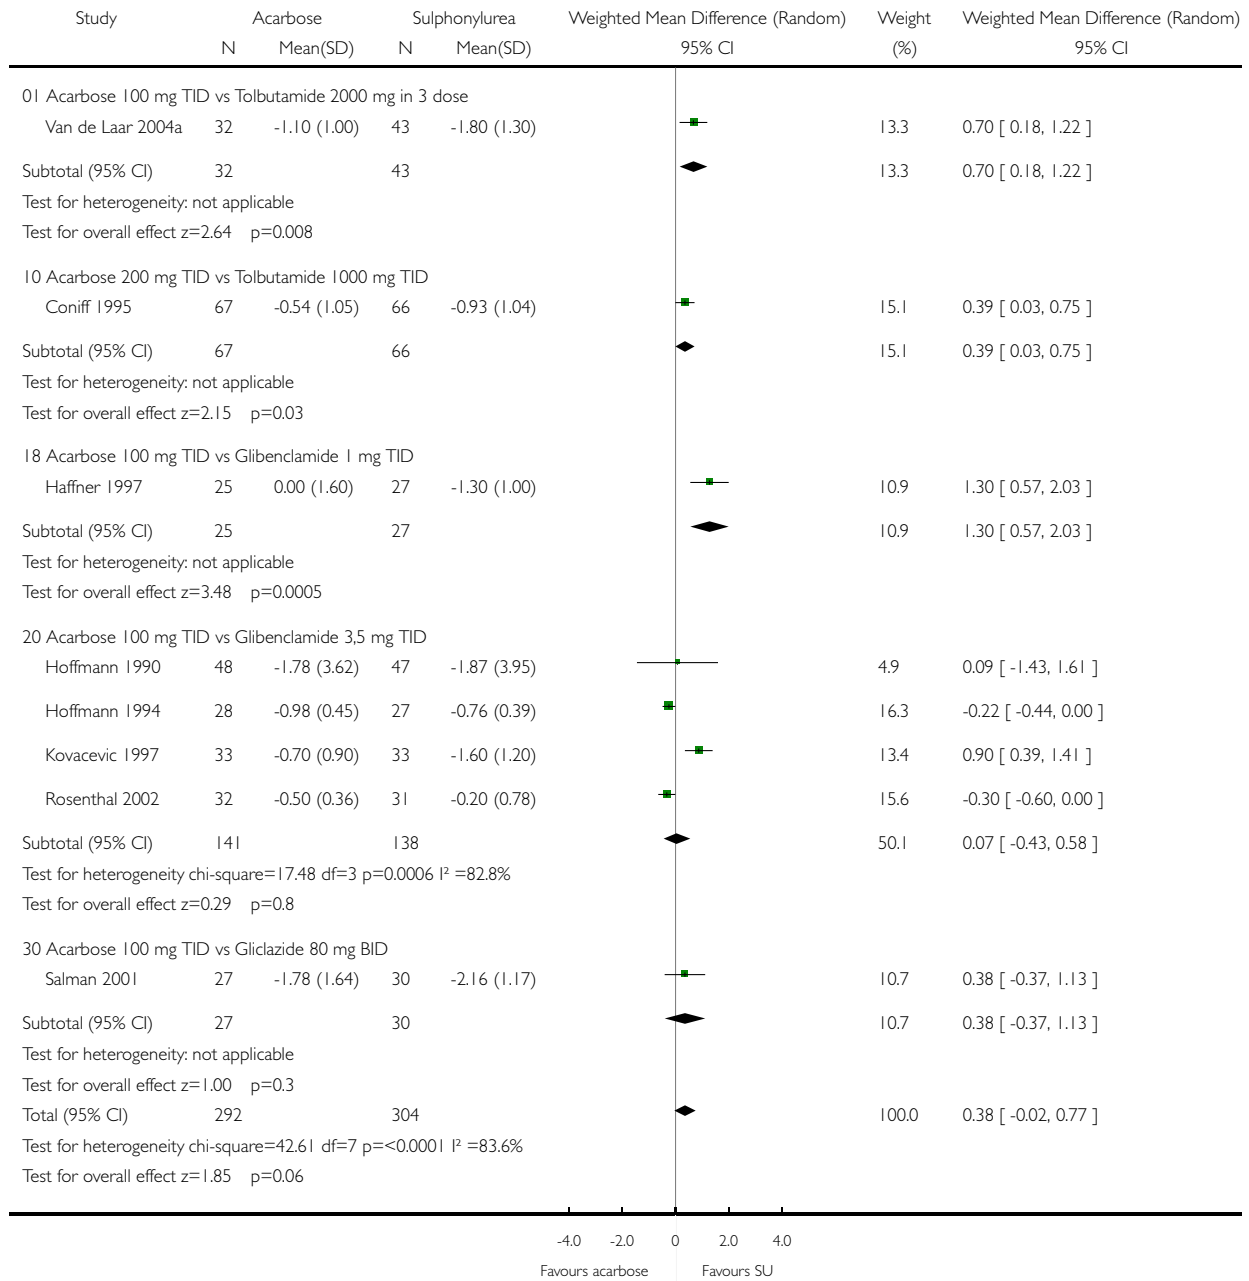 Study Acarbose Sulphonylurea Weighted Mean Difference (Random) Weight Weighted Mean Difference (Random)
N Mean(SD) N Mean(SD) 95% CI (%) 95% CI
01 Acarbose 100 mg TID vs Tolbutamide 2000 mg in 3 dose
Van de Laar 2004a 32 -1.10 (1.00) 43 -1.80 (1.30) 13.3 0.70 [ 0.18, 1.22 ]
Subtotal (95% CI) 32 43 13.3 0.70 [ 0.18, 1.22 ]
Test for heterogeneity: not applicable
Test for overall effect z=2.64 p=0.008
10 Acarbose 200 mg TID vs Tolbutamide 1000 mg TID
Coniff 1995 67 -0.54 (1.05) 66 -0.93 (1.04) 15.1 0.39 [ 0.03, 0.75 ]
Subtotal (95% CI) 67 66 15.1 0.39 [ 0.03, 0.75 ]
Test for heterogeneity: not applicable
Test for overall effect z=2.15 p=0.03
18 Acarbose 100 mg TID vs Glibenclamide 1 mg TID
Haffner 1997 25 0.00 (1.60) 27 -1.30 (1.00) 10.9 1.30 [ 0.57, 2.03 ]
Subtotal (95% CI) 25 27 10.9 1.30 [ 0.57, 2.03 ]
Test for heterogeneity: not applicable
Test for overall effect z=3.48 p=0.0005
20 Acarbose 100 mg TID vs Glibenclamide 3,5 mg TID
Hoffmann 1990 48 -1.78 (3.62) 47 -1.87 (3.95) 4.9 0.09 [ -1.43, 1.61 ]
Hoffmann 1994 28 -0.98 (0.45) 27 -0.76 (0.39) 16.3 -0.22 [ -0.44, 0.00 ]
Kovacevic 1997 33 -0.70 (0.90) 33 -1.60 (1.20) 13.4 0.90 [ 0.39, 1.41 ]
Rosenthal 2002 32 -0.50 (0.36) 31 -0.20 (0.78) 15.6 -0.30 [ -0.60, 0.00 ]
Subtotal (95% CI) 141 138 50.1 0.07 [ -0.43, 0.58 ]
Test for heterogeneity chi-square=17.48 df=3 p=0.0006 I² =82.8%
Test for overall effect z=0.29 p=0.8
30 Acarbose 100 mg TID vs Gliclazide 80 mg BID
Salman 2001 27 -1.78 (1.64) 30 -2.16 (1.17) 10.7 0.38 [ -0.37, 1.13 ]
Subtotal (95% CI) 27 30 10.7 0.38 [ -0.37, 1.13 ]
Test for heterogeneity: not applicable
Test for overall effect z=1.00 p=0.3
Total (95% CI) 292 304 100.0 0.38 [ -0.02, 0.77 ]
Test for heterogeneity chi-square=42.61 df=7 p=<0.0001 I² =83.6%
Test for overall effect z=1.85 p=0.06
-4.0 -2.0 0 2.0 4.0
Favours acarbose Favours SU